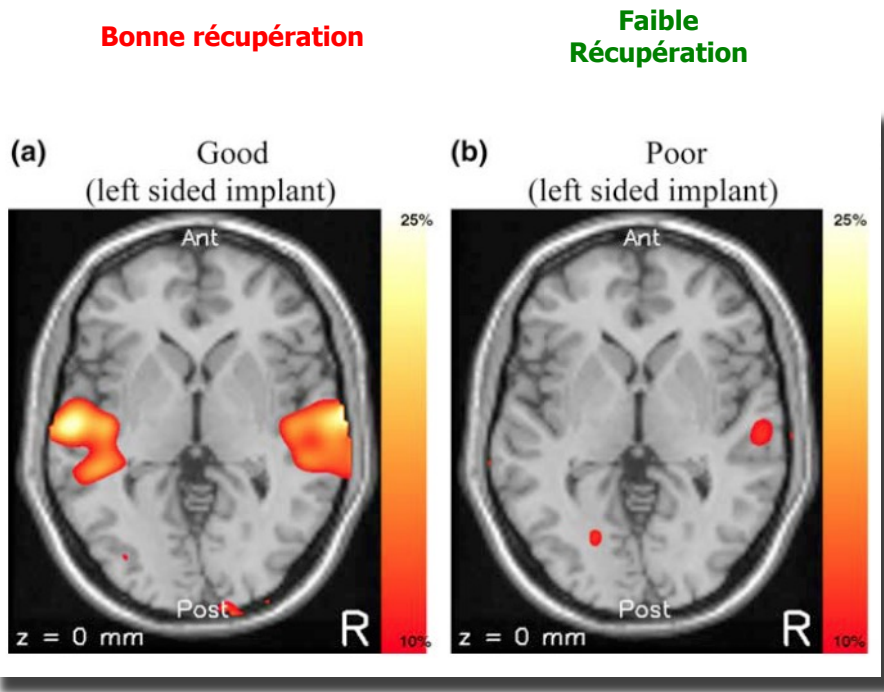 Bonne récupération
Faible
Récupération
(a) Good
(left sided implant)
25%
Ant
Post
z = 0 mm
R
10%
(b) Poor
(left sided implant)
25%
Ant
Post
z = 0 mm
R
10%